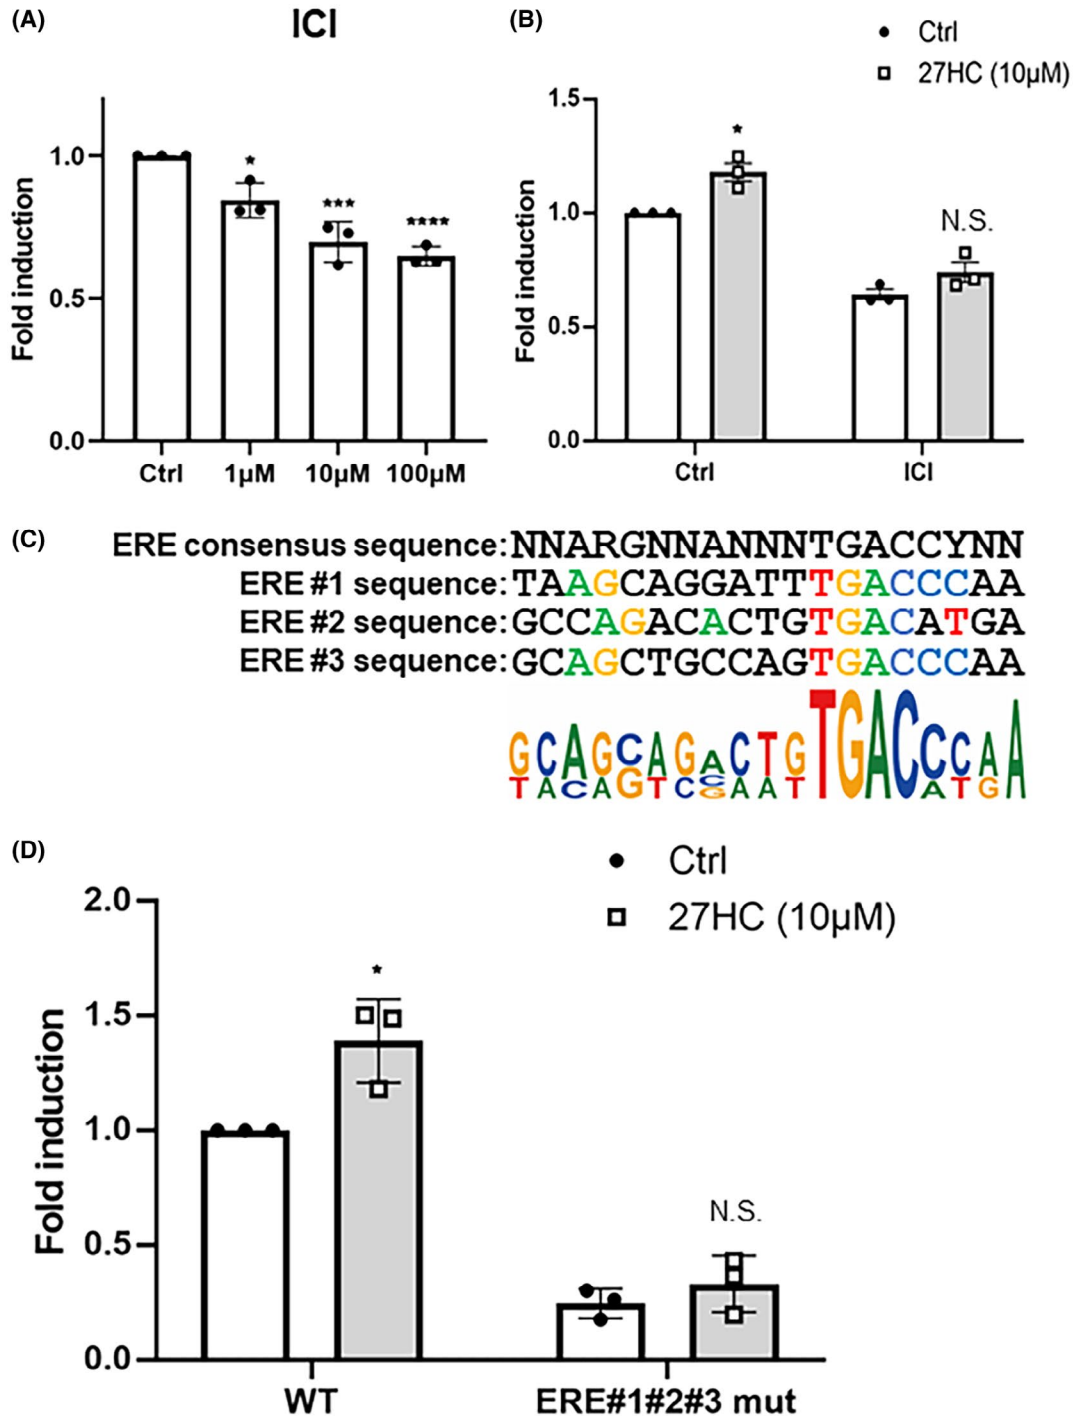 (A)
ICI
Fold induction
1.0
0.5
0.0
*
***
****
Ctrl 1µM 10µM 100µM
(B)
Ctrl
27HC (10µM)
Fold induction
1.5
1.0
0.5
0.0
*
N.S.
Ctrl ICI
(C)
ERE consensus sequence:NNARGNNANNNTGACCYNN
ERE #1 sequence:TAAGCAGGATTTGACCCAA
ERE #2 sequence:GCCAGACACTGTGACATGA
ERE #3 sequence:GCAGCTGCCAGTGACCCAA
GCAGCAGACTGTGACCCAA
TACAGTCCAATATG
G
(D)
Ctrl
27HC (10µM)
Fold induction
2.0
1.5
1.0
0.5
0.0
*
N.S.
WT ERE#1#2#3 mut